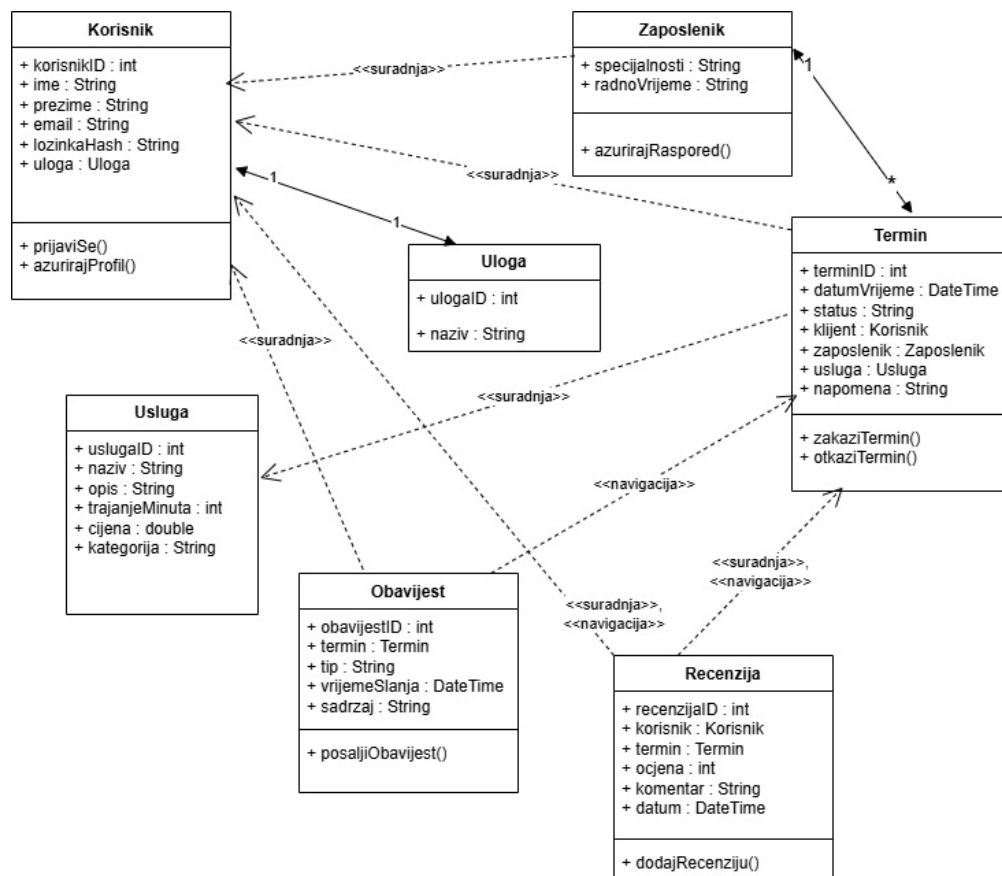 Korisnik
+ korisnikID : int
+ ime : String
+ prezime : String
+ email : String
+ lozinkaHash : String
+ uloga : Uloga
+ prijaviSe()
+ azurirajProfil()
<<suradnja>>
Zaposlenik
+ specijalnosti : String
+ radnoVrijeme : String
+ azurirajRaspored()
1
*
<<suradnja>>
1
1
Uloga
+ ulogaID : int
+ naziv : String
Termin
+ terminID : int
+ datumVrijeme : DateTime
+ status : String
+ klijent : Korisnik
+ zaposlenik : Zaposlenik
+ usluga : Usluga
+ napomena : String
+ zakaziTermin()
+ otkaziTermin()
<<suradnja>>
<<suradnja>>
Usluga
+ uslugaID : int
+ naziv : String
+ opis : String
+ trajanjeMinuta : int
+ cijena : double
+ kategorija : String
<<navigacija>>
<<suradnja>>,
<<navigacija>>
Obavijest
+ obavijestID : int
+ termin : Termin
+ tip : String
+ vrijemeSlanja : DateTime
+ sadrzaj : String
+ posaljiObavijest()
<<suradnja>>,
<<navigacija>>
Recenzija
+ recenzijaID : int
+ korisnik : Korisnik
+ termin : Termin
+ ocjena : int
+ komentar : String
+ datum : DateTime
+ dodajRecenziju()